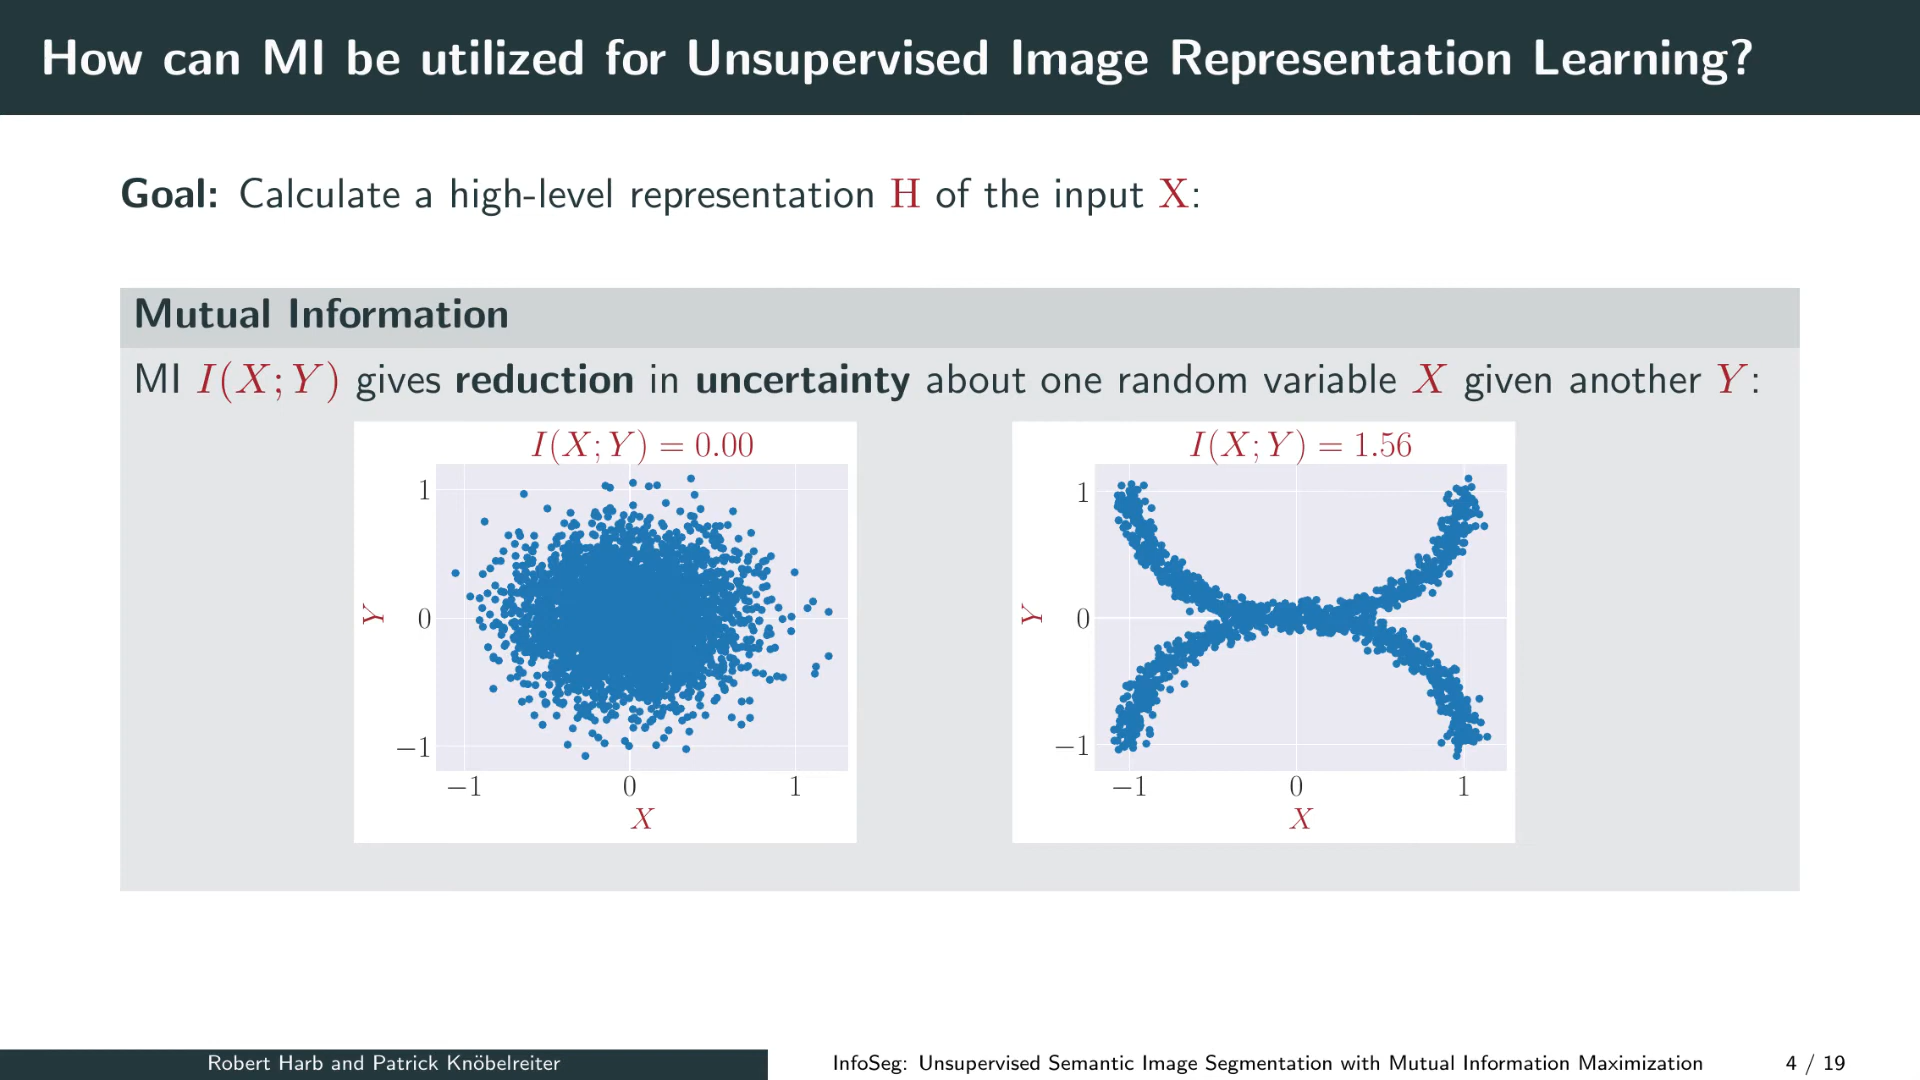 How can MI be utilized for Unsupervised Image Representation Learning?
Goal: Calculate a high-level representation H of the input X:
Mutual Information
MI I(X; Y) gives reduction in uncertainty about one random variable X given another Y:
I(X; Y) = 0.00
1
0
−1
Y
−1 0 1
X
I(X; Y) = 1.56
1
0
−1
Y
−1 0 1
X
Robert Harb and Patrick Knöbelreiter
InfoSeg: Unsupervised Semantic Image Segmentation with Mutual Information Maximization
4 / 19